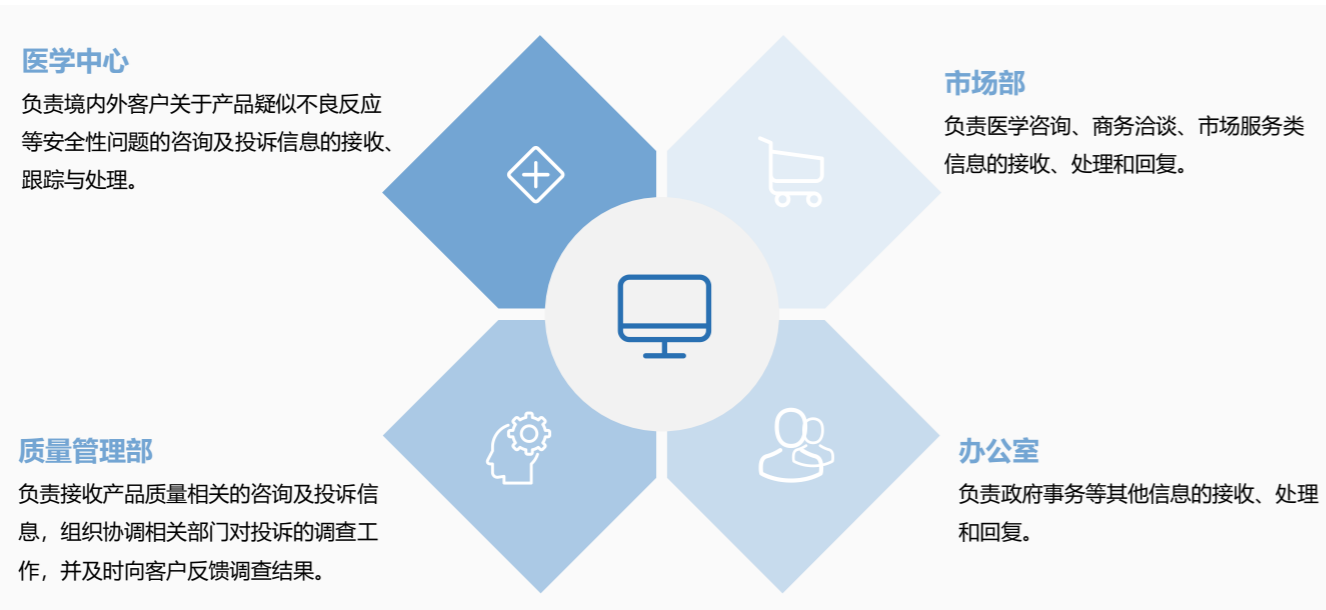 医学中心
负责境内外客户关于产品疑似不良反应
等安全性问题的咨询及投诉信息的接收、
跟踪与处理。
市场部
负责医学咨询、商务洽谈、市场服务类
信息的接收、处理和回复。
质量管理部
负责接收产品质量相关的咨询及投诉信
息，组织协调相关部门对投诉的调查工
作，并及时向客户反馈调查结果。
办公室
负责政府事务等其他信息的接收、处理
和回复。